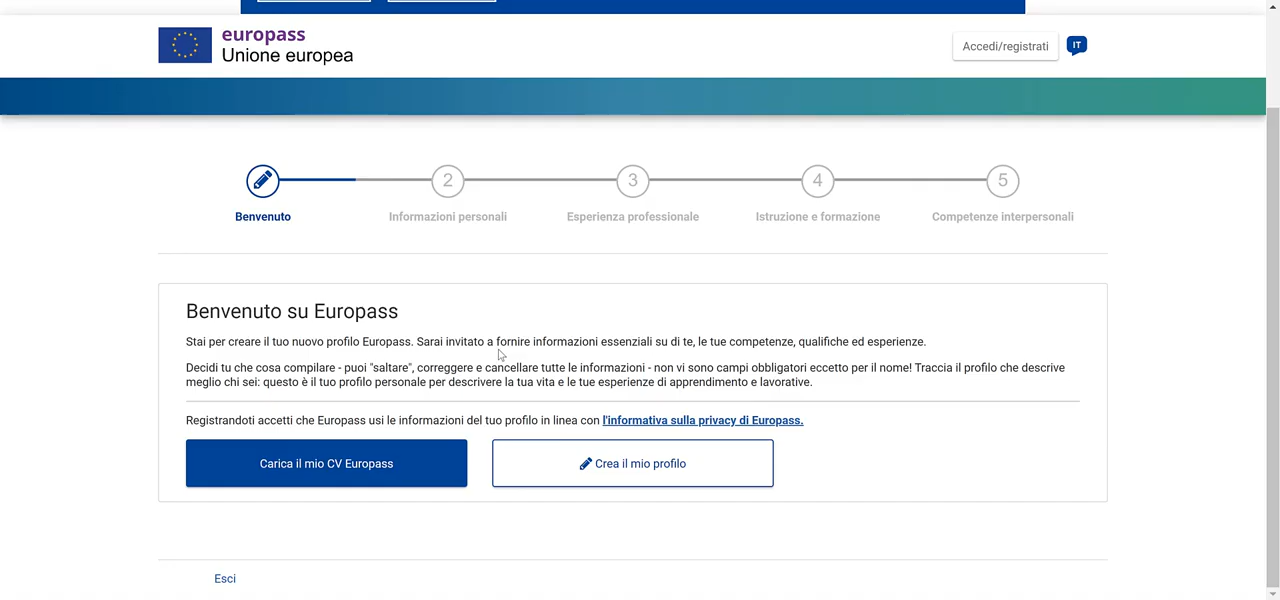 europass
Unione europea
Accedi/registrati
IT
2
3
4
5
Benvenuto
Informazioni personali
Esperienza professionale
Istruzione e formazione
Competenze interpersonali
Benvenuto su Europass
Stai per creare il tuo nuovo profilo Europass. Sarai invitato a fornire informazioni essenziali su di te, le tue competenze, qualifiche ed esperienze.
Decidi tu che cosa compilare - puoi "saltare", correggere e cancellare tutte le informazioni - non vi sono campi obbligatori eccetto per il nome! Traccia il profilo che descrive
meglio chi sei: questo è il tuo profilo personale per descrivere la tua vita e le tue esperienze di apprendimento e lavorative.
Registrandoti accetti che Europass usi le informazioni del tuo profilo in linea con l'informativa sulla privacy di Europass.
Carica il mio CV Europass
Crea il mio profilo
Esci